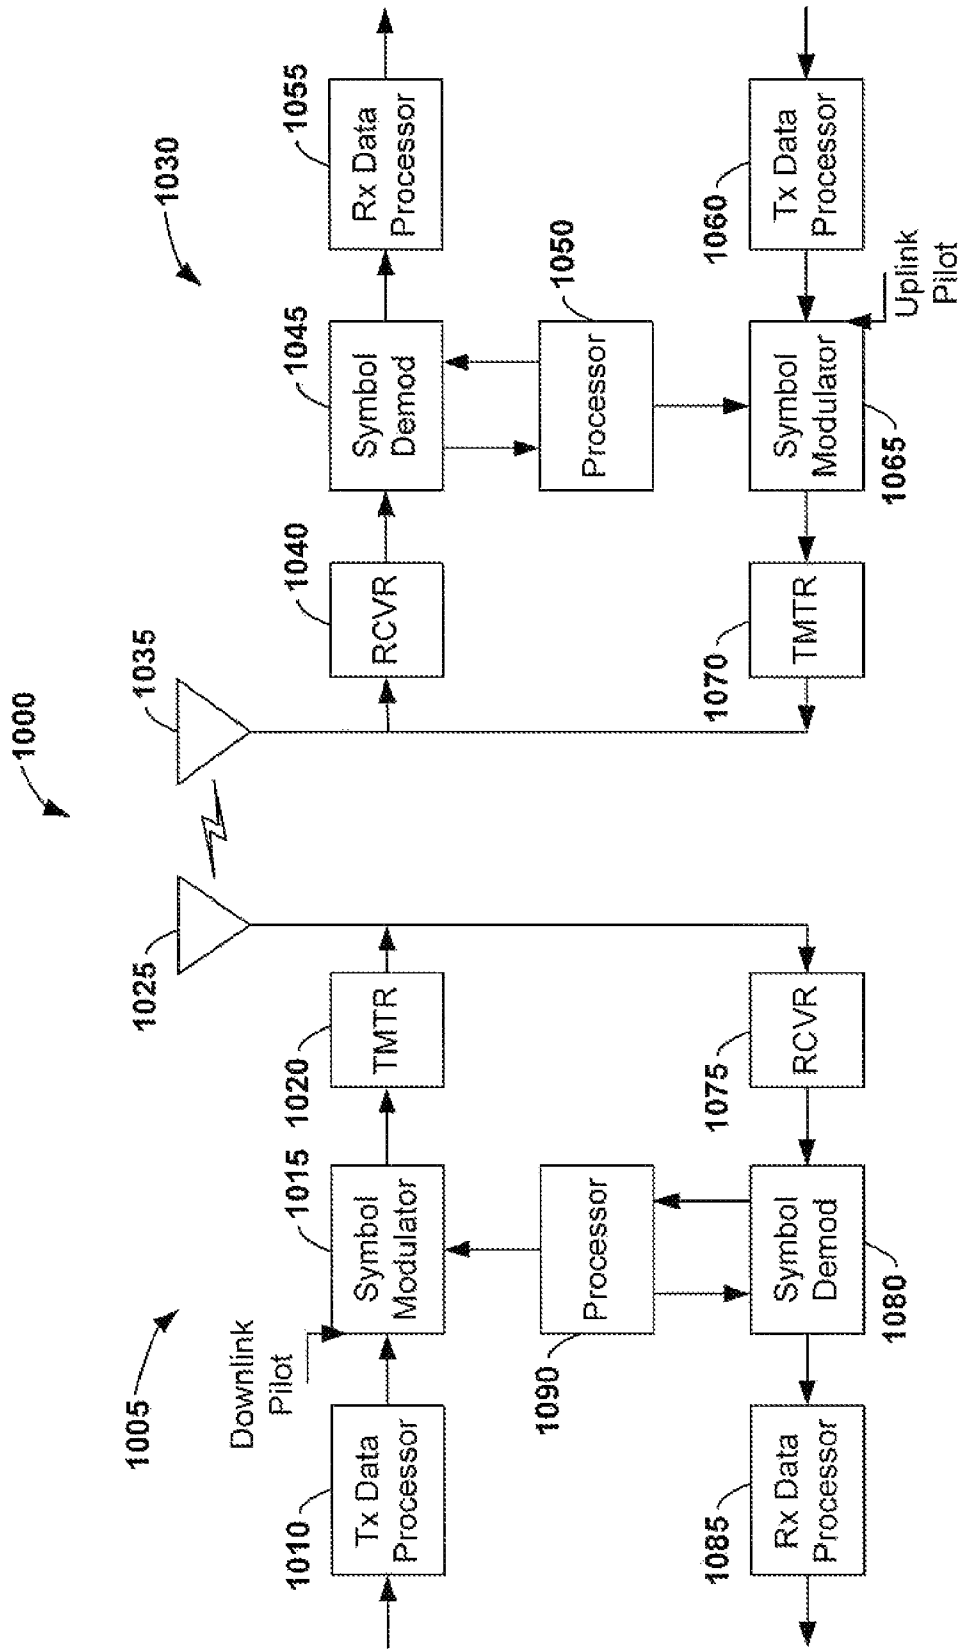 1000
1005
1030
1025
1035
Downlink
Pilot
1010
Tx Data
Processor
1015
Symbol
Modulator
1020
TMTR
1040
RCVR
1045
Symbol
Demod
1055
Rx Data
Processor
1090
Processor
1050
Processor
1085
Rx Data
Processor
1080
Symbol
Demod
1075
RCVR
1070
TMTR
1065
Symbol
Modulator
1060
Tx Data
Processor
Uplink
Pilot